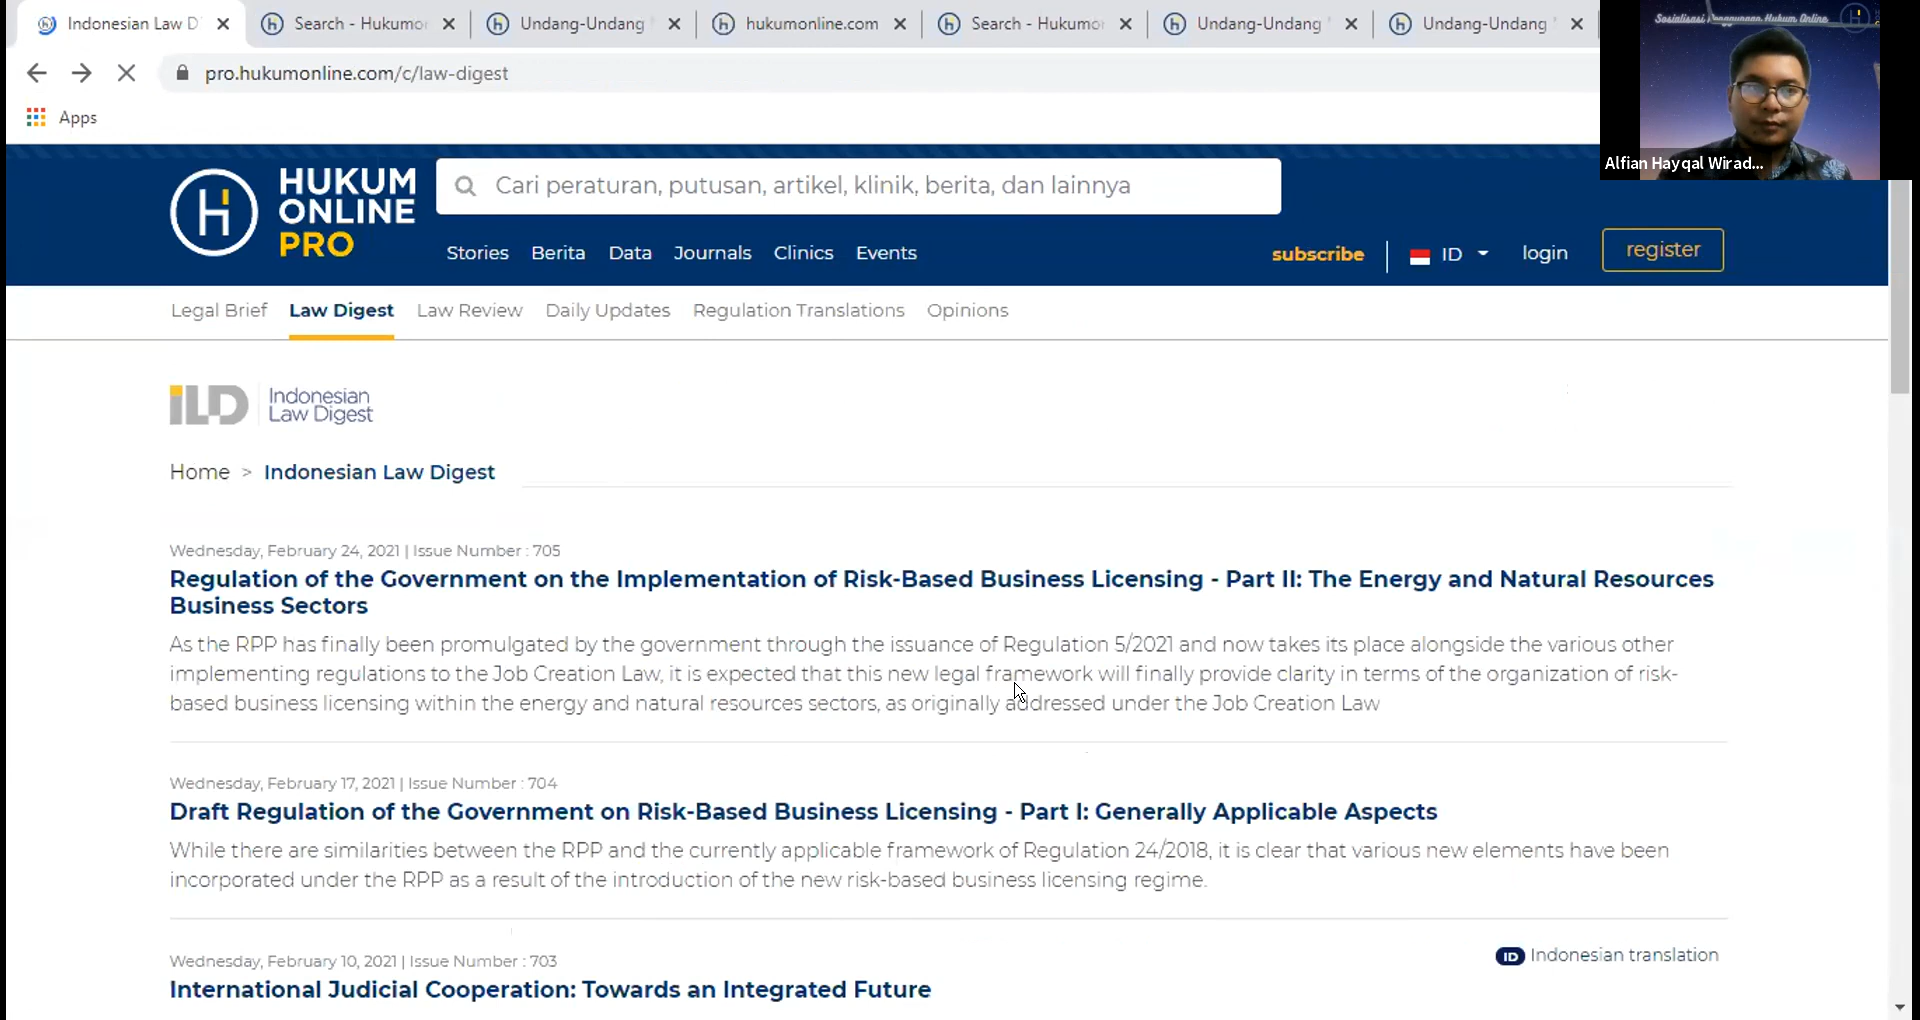 Indonesian Law D
Search - Hukumo
Undang-Undang
hukumonline.com
Search - Hukumor
Undang-Undang
Undang-Undang
Sosialisasi Penggunaan Hukum Online
pro.hukumonline.com/c/law-digest
Apps
Alfian Hayqal Wirad...
HUKUM
ONLINE
PRO
Cari peraturan, putusan, artikel, klinik, berita, dan lainnya
Stories Berita Data Journals Clinics Events
subscribe ID login register
Legal Brief Law Digest Law Review Daily Updates Regulation Translations Opinions
iLD Indonesian
Law Digest
Home > Indonesian Law Digest
Wednesday, February 24, 2021 | Issue Number : 705
Regulation of the Government on the Implementation of Risk-Based Business Licensing - Part II: The Energy and Natural Resources
Business Sectors
As the RPP has finally been promulgated by the government through the issuance of Regulation 5/2021 and now takes its place alongside the various other
implementing regulations to the Job Creation Law, it is expected that this new legal framework will finally provide clarity in terms of the organization of risk-
based business licensing within the energy and natural resources sectors, as originally addressed under the Job Creation Law
Wednesday, February 17, 2021 | Issue Number : 704
Draft Regulation of the Government on Risk-Based Business Licensing - Part I: Generally Applicable Aspects
While there are similarities between the RPP and the currently applicable framework of Regulation 24/2018, it is clear that various new elements have been
incorporated under the RPP as a result of the introduction of the new risk-based business licensing regime.
Wednesday, February 10, 2021 | Issue Number : 703
ID Indonesian translation
International Judicial Cooperation: Towards an Integrated Future